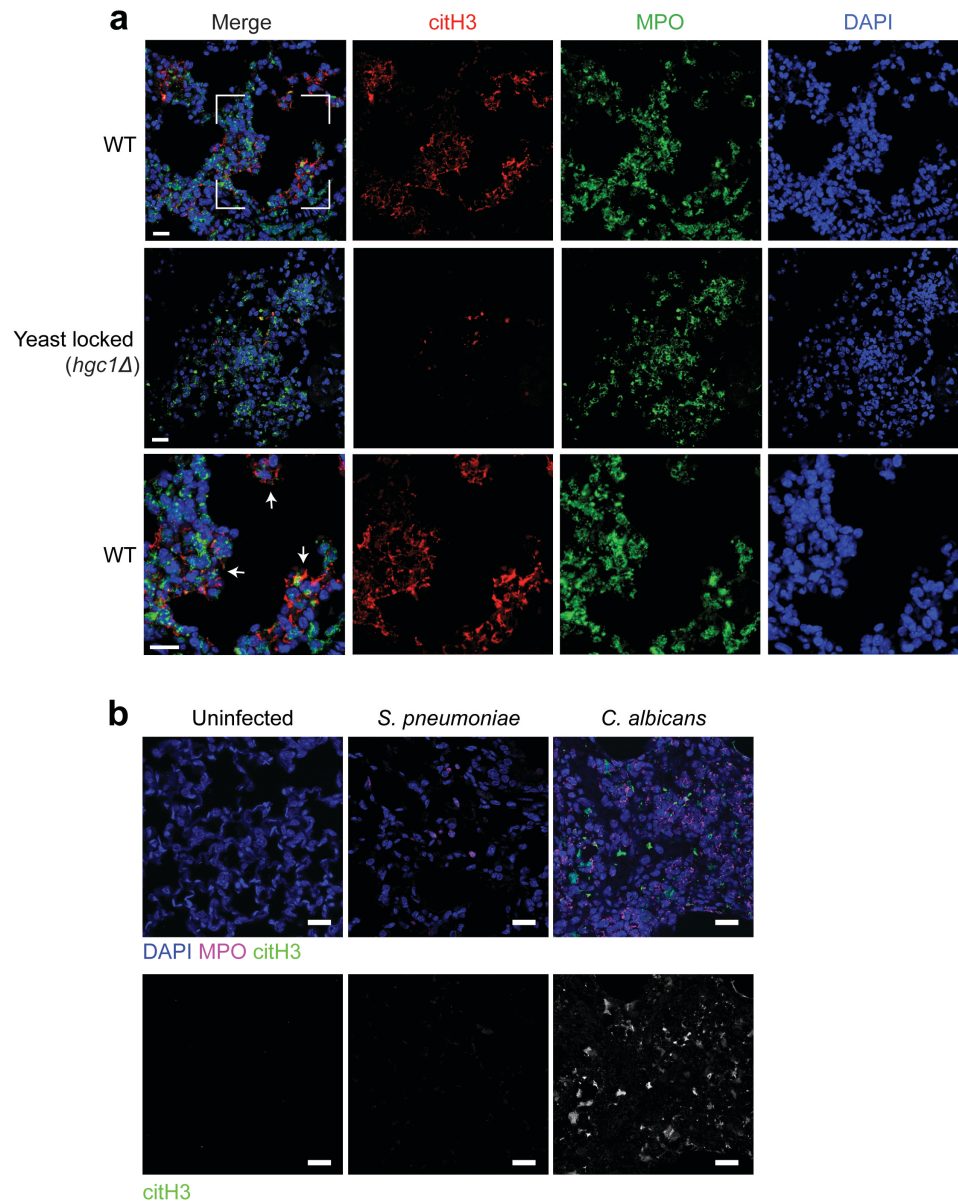 a
Merge citH3 MPO DAPI
WT
Yeast locked
(hgc1Δ)
WT
b
Uninfected S. pneumoniae C. albicans
DAPI MPO citH3
citH3